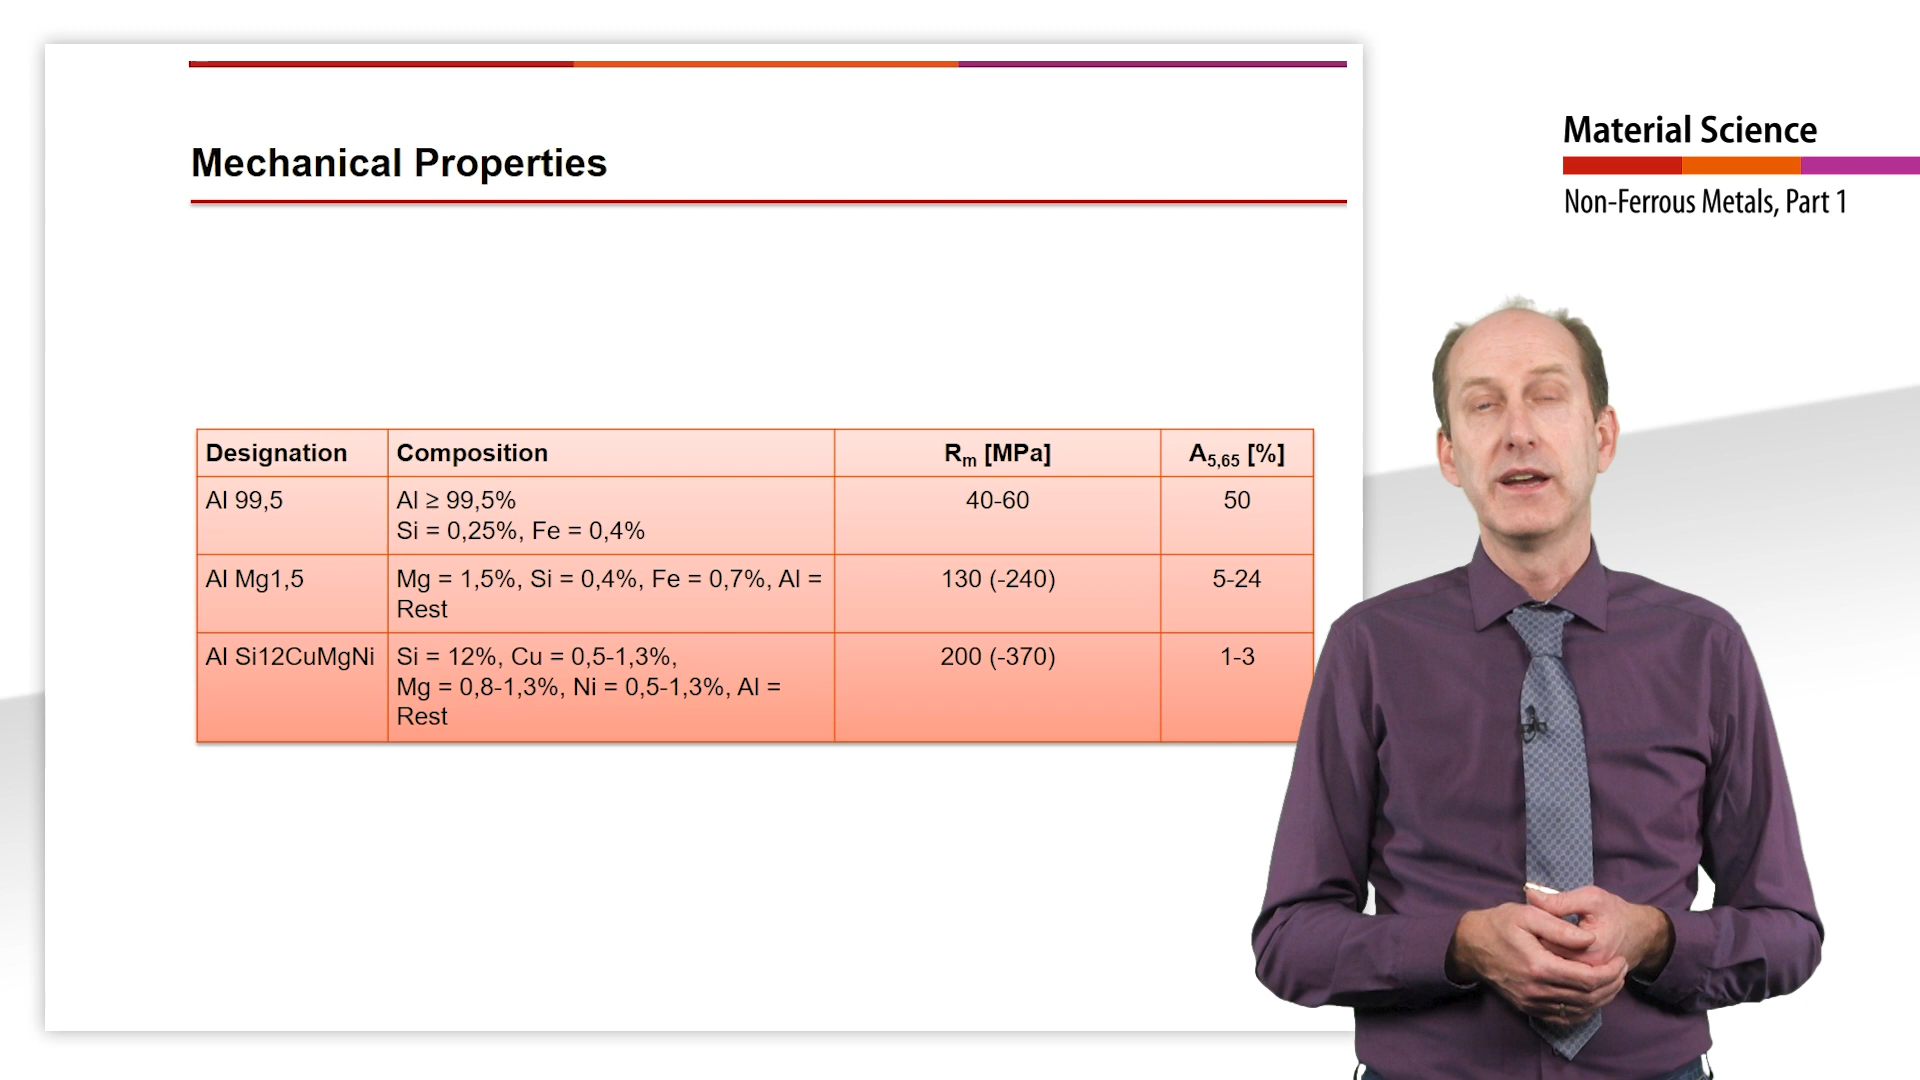 Mechanical Properties
Material Science
Non-Ferrous Metals, Part 1
Designation Composition Rm [MPa] A5,65 [%]
Al 99,5 Al ≥ 99,5% 40-60 50
Si = 0,25%, Fe = 0,4%
Al Mg1,5 Mg = 1,5%, Si = 0,4%, Fe = 0,7%, Al = 130 (-240) 5-24
Rest
Al Si12CuMgNi Si = 12%, Cu = 0,5-1,3%, 200 (-370) 1-3
Mg = 0,8-1,3%, Ni = 0,5-1,3%, Al =
Rest